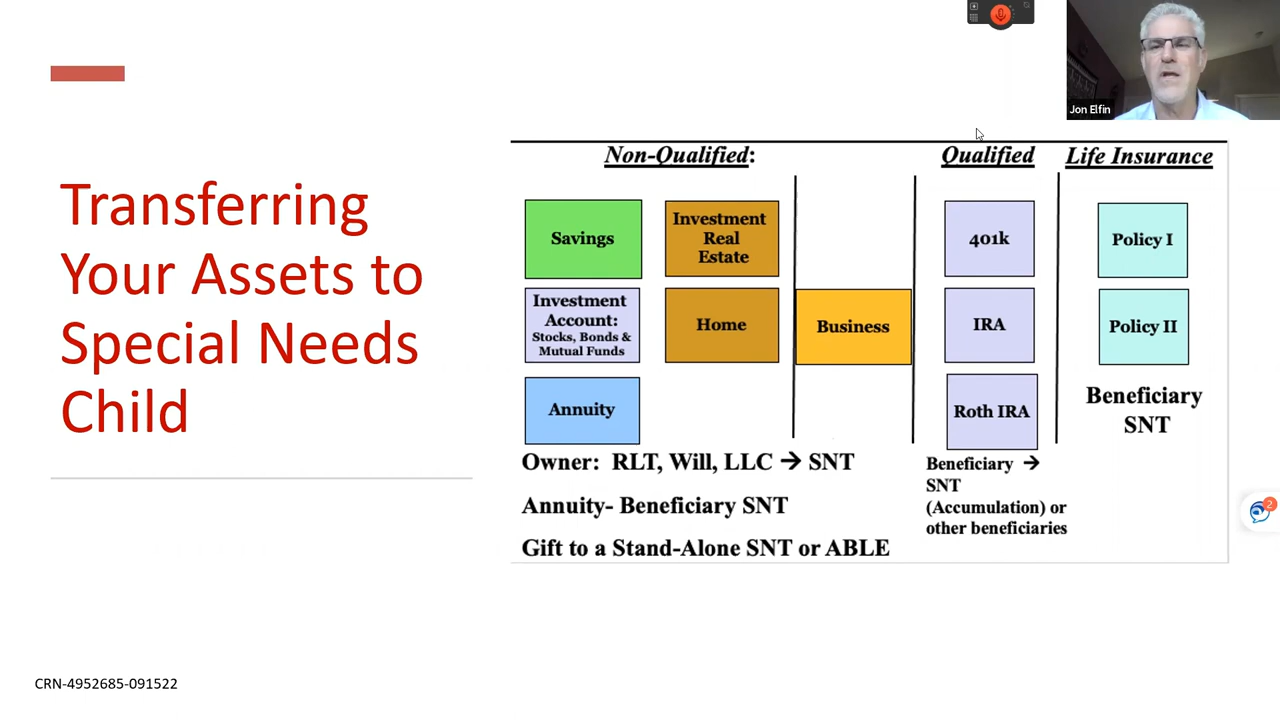 Jon Elfin
Transferring
Your Assets to
Special Needs
Child
Non-Qualified:
Qualified
Life Insurance
Savings
Investment
Real
Estate
401k
Policy I
Investment
Account:
Stocks, Bonds &
Mutual Funds
Home
Business
IRA
Policy II
Annuity
Roth IRA
Beneficiary
SNT
Owner: RLT, Will, LLC → SNT
Annuity- Beneficiary SNT
Gift to a Stand-Alone SNT or ABLE
Beneficiary →
SNT
(Accumulation) or
other beneficiaries
2
CRN-4952685-091522